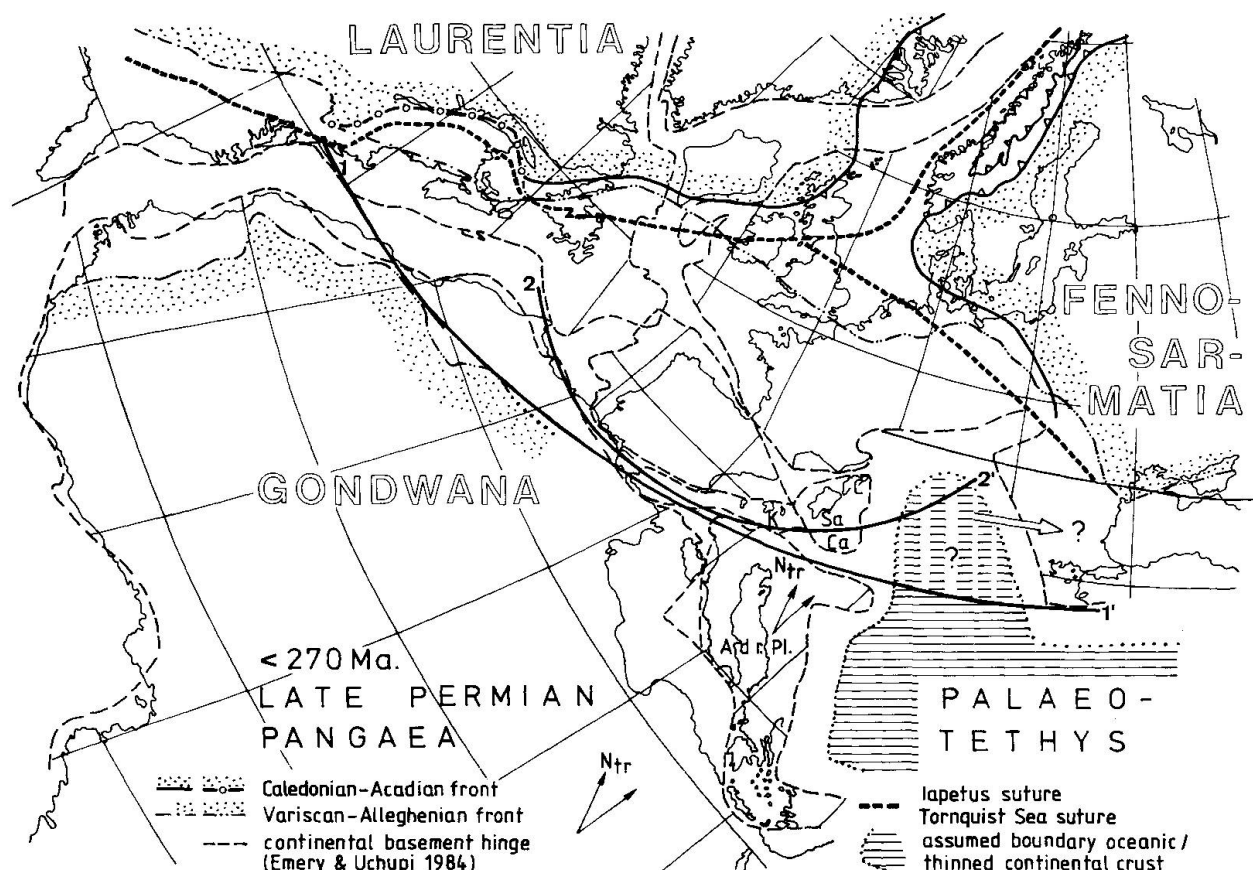 LAURENTIA
FENNO-
SAR-
MATIA
2
GONDWANA
2'
K
Sa
Ca
?
?
Ntr
1'
Adr. Pl.
< 270 Ma.
LATE PERMIAN
PANGAEA
PALAEO-
TETHYS
Ntr
Caledonian-Acadian front
Variscan-Alleghenian front
continental basement hinge
(Emery & Uchupi 1984)
Iapetus suture
Tornquist Sea suture
assumed boundary oceanic/
thinned continental crust